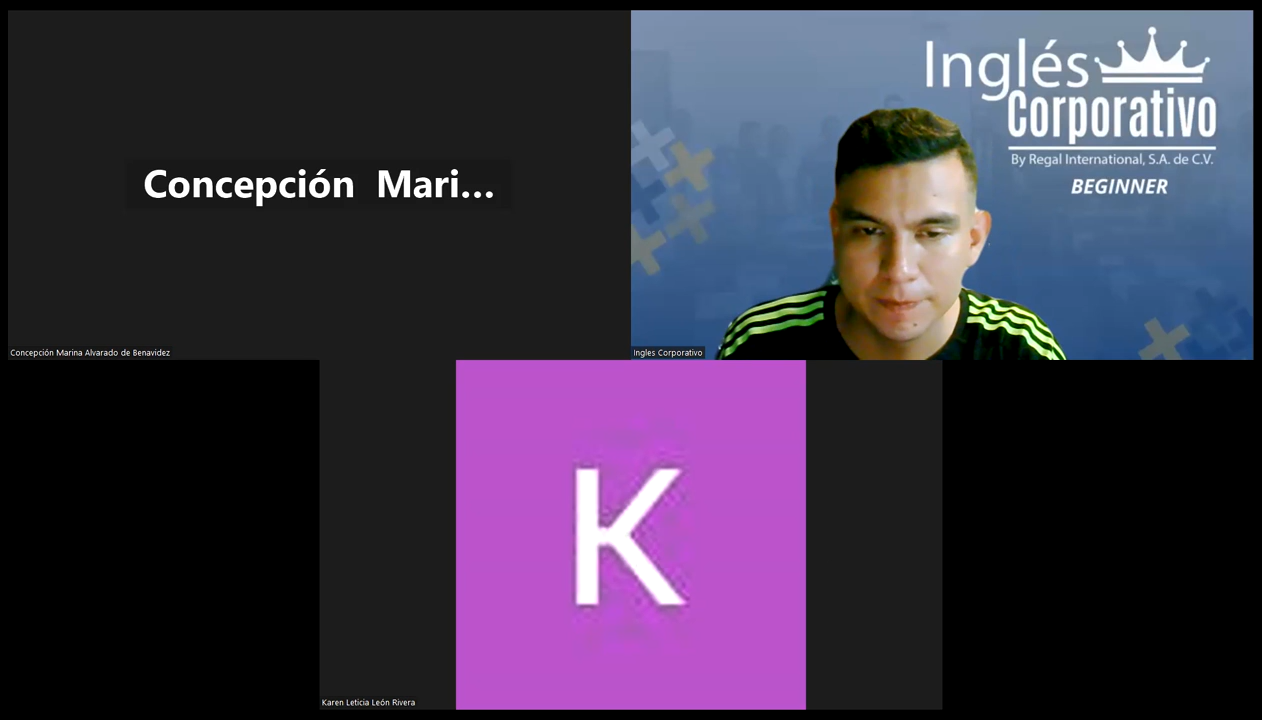 Concepción Mari...
Concepción Marina Alvarado de Benavidez
Inglés
Corporativo
By Regal International, S.A. de C.V.
BEGINNER
Ingles Corporativo
K
Karen Leticia León Rivera